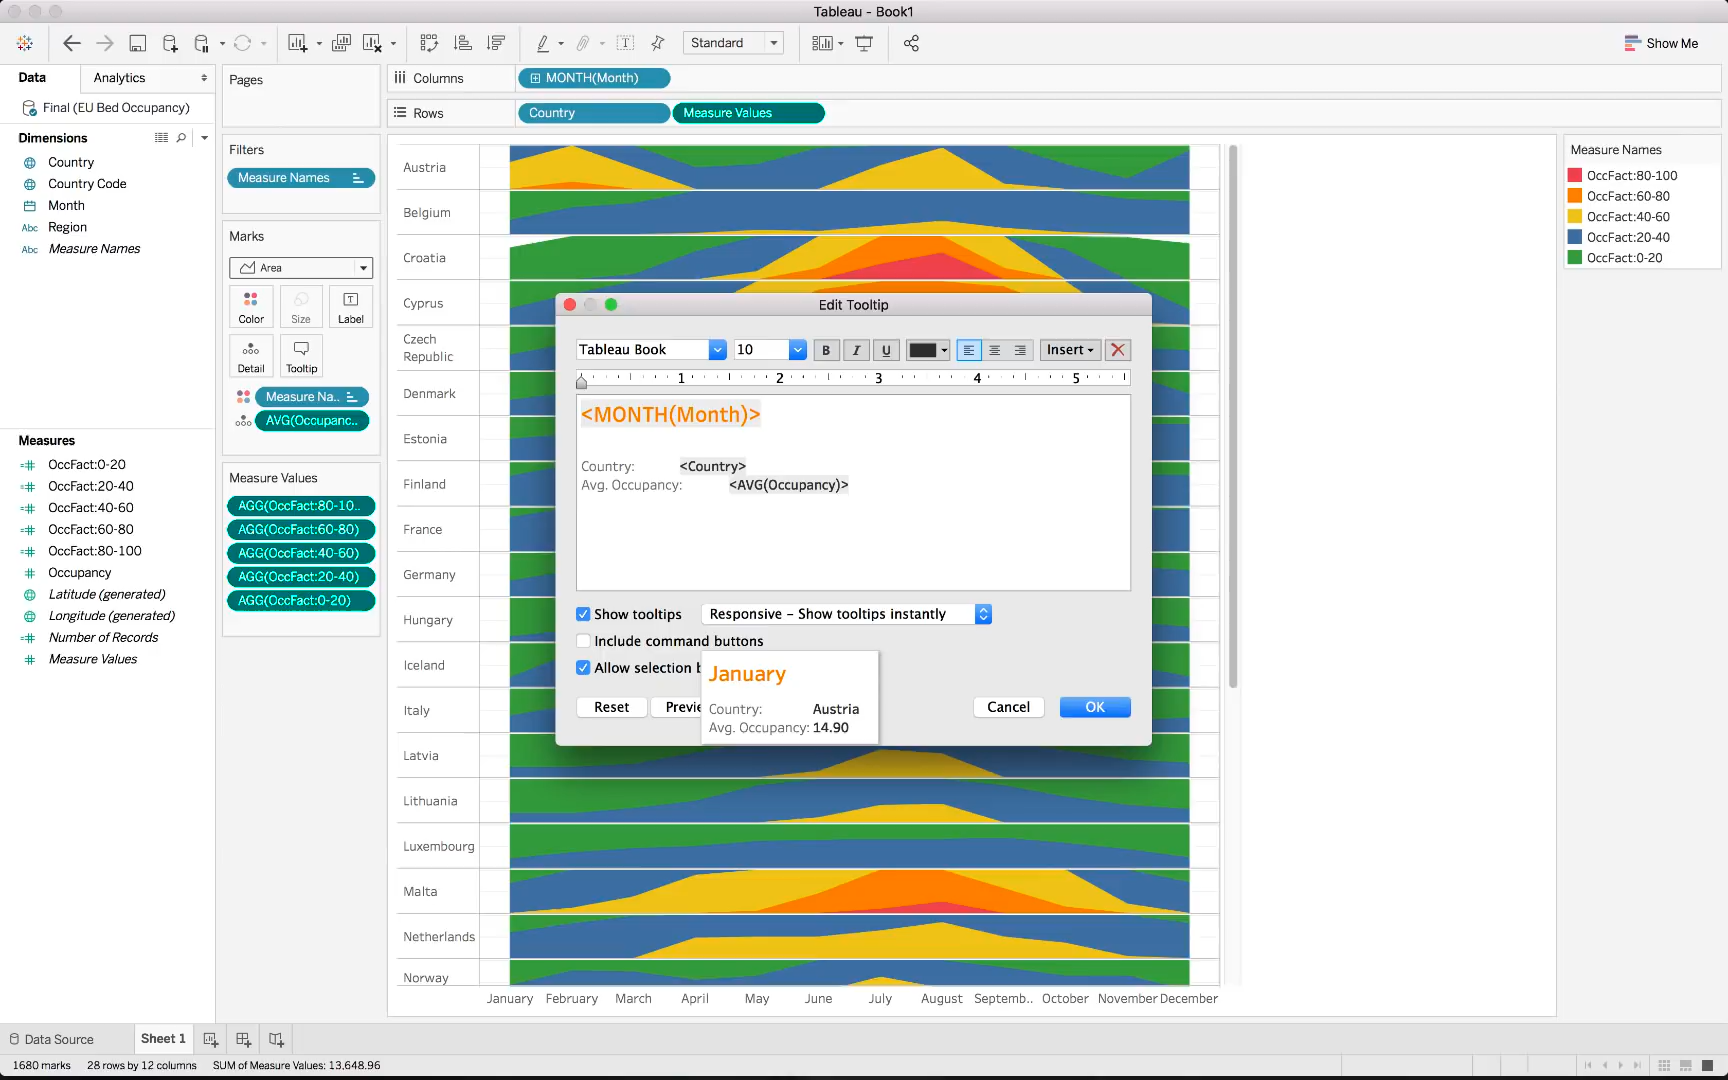 Tableau - Book1
Standard
Show Me
Data
Analytics
Pages
Columns
MONTH(Month)
Final (EU Bed Occupancy)
Rows
Country
Measure Values
Dimensions
Country
Country Code
Month
Abc Region
Abc Measure Names
Filters
Measure Names
Marks
Area
Color
Size
Label
Detail
Tooltip
Measure Na..
AVG(Occupanc..
Measures
OccFact:0-20
OccFact:20-40
OccFact:40-60
OccFact:60-80
OccFact:80-100
Occupancy
Latitude (generated)
Longitude (generated)
Number of Records
Measure Values
Measure Values
AGG(OccFact:80-10..
AGG(OccFact:60-80)
AGG(OccFact:40-60)
AGG(OccFact:20-40)
AGG(OccFact:0-20)
Austria
Belgium
Croatia
Cyprus
Czech
Republic
Denmark
Estonia
Finland
France
Germany
Hungary
Iceland
Italy
Latvia
Lithuania
Luxembourg
Malta
Netherlands
Norway
January February March April May June July August Septemb.. October November December
Measure Names
OccFact:80-100
OccFact:60-80
OccFact:40-60
OccFact:20-40
OccFact:0-20
Edit Tooltip
Tableau Book 10 B I U Insert
1 2 3 4 5
<MONTH(Month)>
Country: <Country>
Avg. Occupancy: <AVG(Occupancy)>
Show tooltips Responsive – Show tooltips instantly
Include command buttons
Allow selection b
Reset Previe Cancel OK
January
Country: Austria
Avg. Occupancy: 14.90
Data Source
Sheet 1
1680 marks 28 rows by 12 columns SUM of Measure Values: 13,648.96